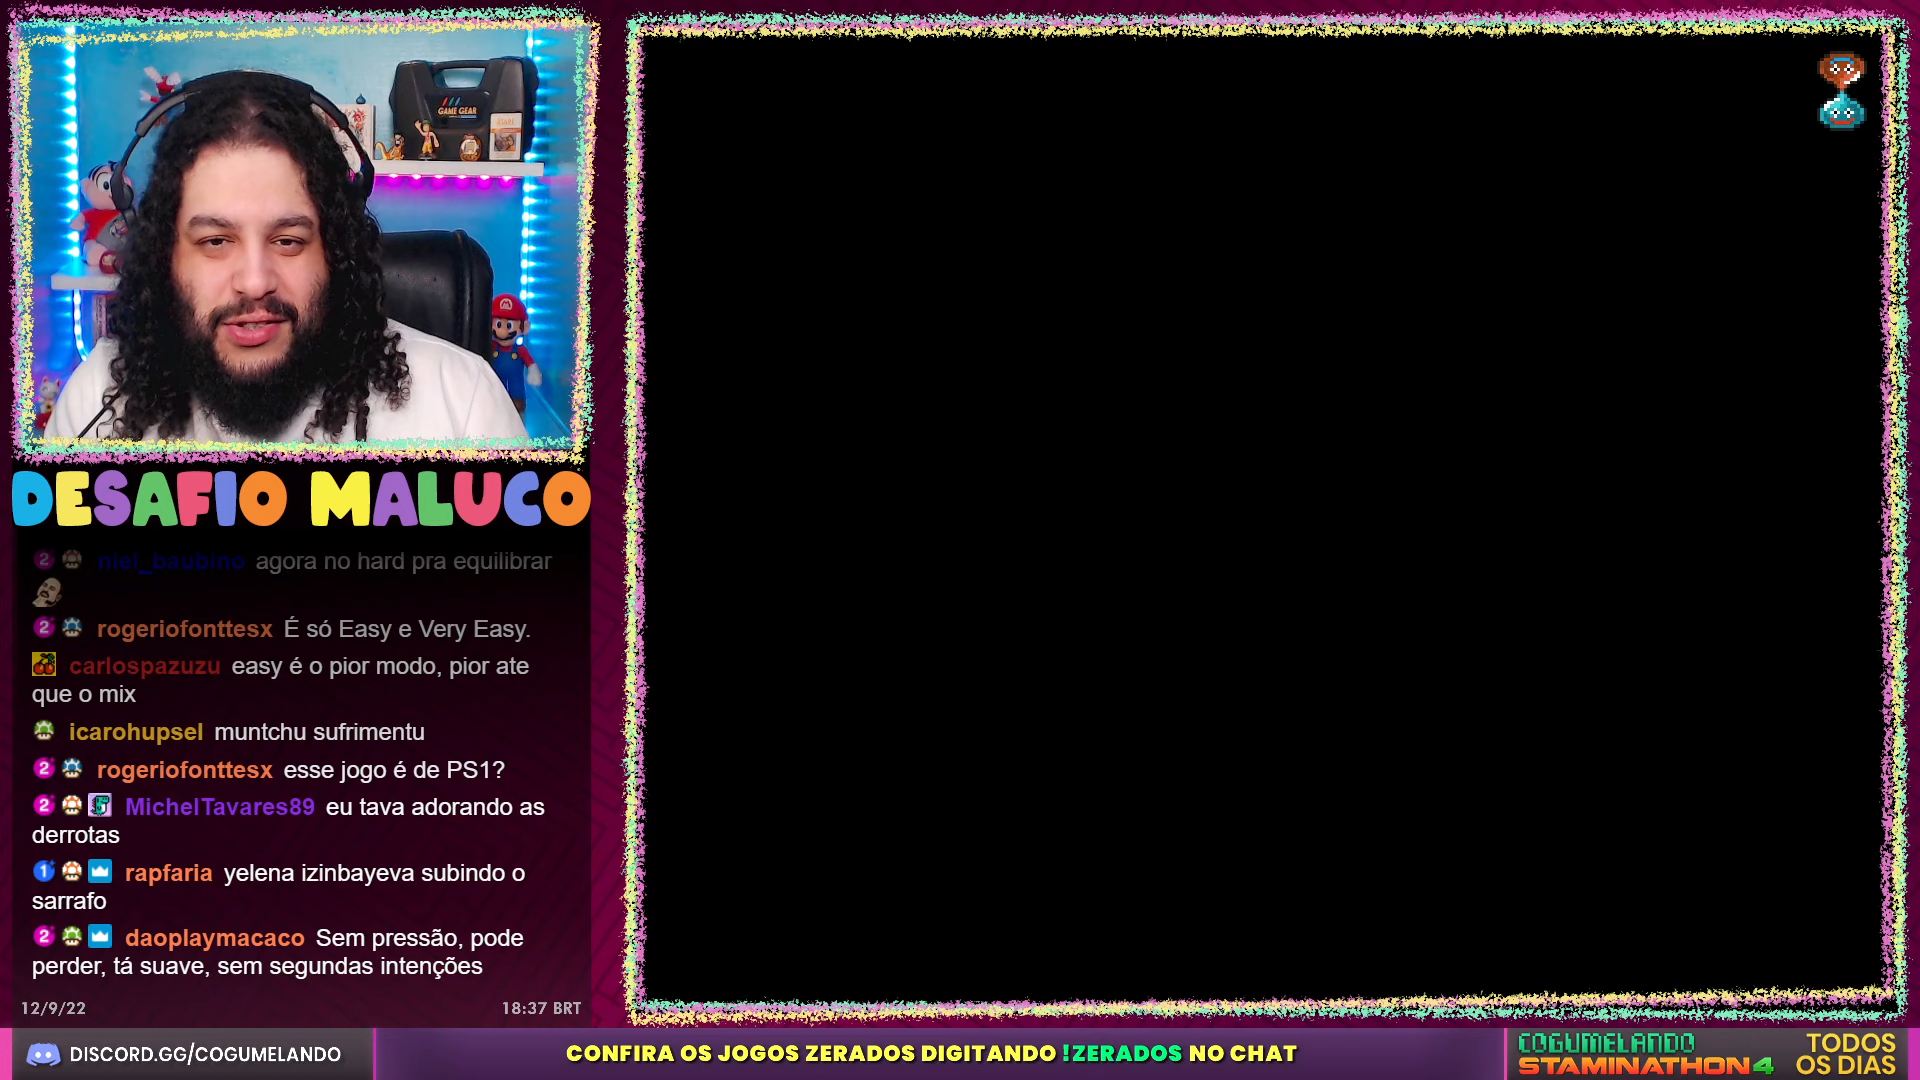 GAME GEAR
DESAFIO MALUCO
niel_baubino agora no hard pra equilibrar
rogeriofonttesx É só Easy e Very Easy.
carlospazuzu easy é o pior modo, pior ate
que o mix
icarohupsel muntchu sufrimentu
rogeriofonttesx esse jogo é de PS1?
MichelTavares89 eu tava adorando as
derrotas
rapfaria yelena izinbayeva subindo o
sarrafo
daoplaymacaco Sem pressão, pode
perder, tá suave, sem segundas intenções
12/9/22
18:37 BRT
DISCORD.GG/COGUMELANDO
CONFIRA OS JOGOS ZERADOS DIGITANDO !ZERADOS NO CHAT
COGUMELANDO
STAMINATHON 4
TODOS
OS DIAS